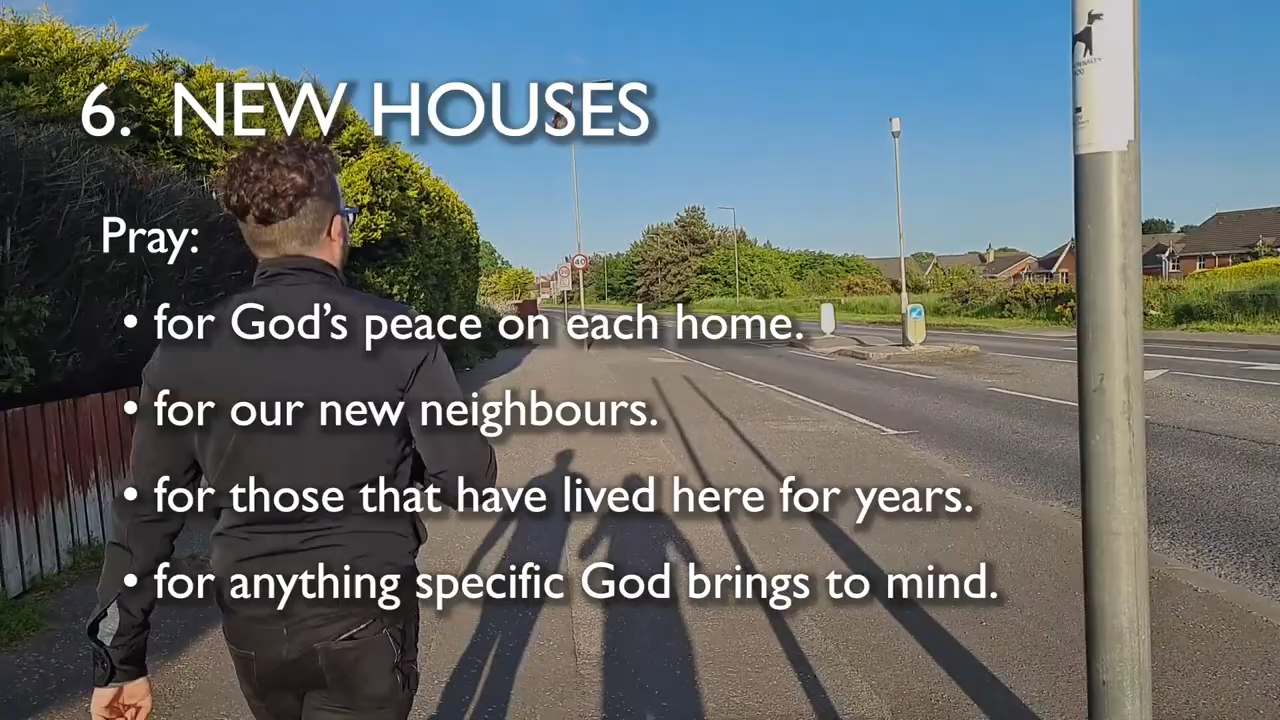 6. NEW HOUSES
Pray:
• for God's peace on each home.
• for our new neighbours.
• for those that have lived here for years.
• for anything specific God brings to mind.
40